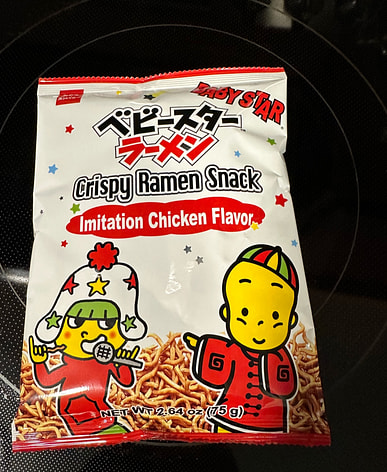 BABY STAR
ベビースター
ラーメン
Crispy Ramen Snack
Imitation Chicken Flavor
NET WT 2.64 oz (75 g)